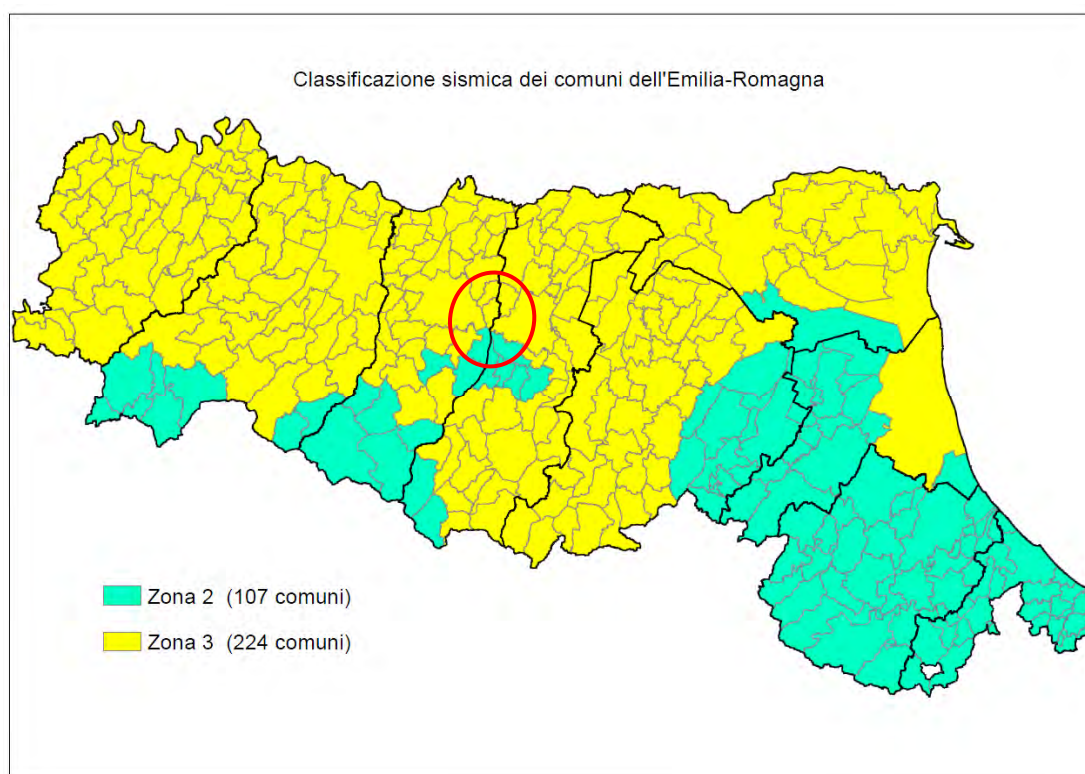 Classificazione sismica dei comuni dell'Emilia-Romagna
Zona 2 (107 comuni)
Zona 3 (224 comuni)